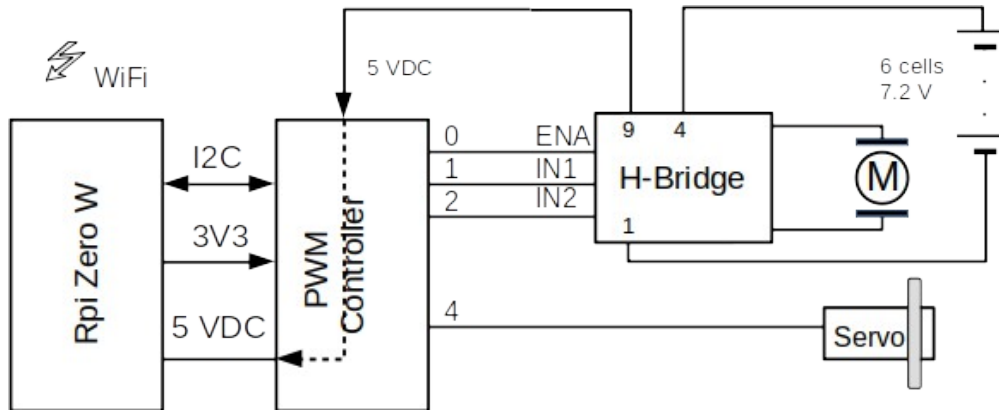 WiFi
5 VDC
6 cells
7.2 V
9
4
0
ENA
1
IN1
2
IN2
H-Bridge
1
M
I2C
3V3
5 VDC
Rpi Zero W
PWM
Controller
4
Servo